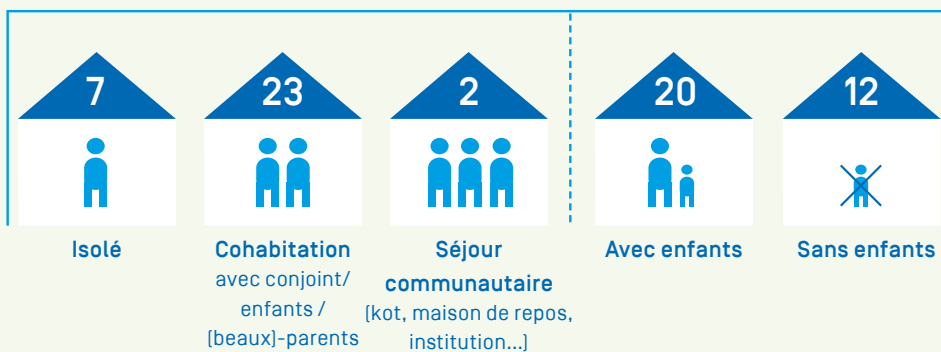 7
Isolé
23
Cohabitation
avec conjoint/
enfants /
(beaux)-parents
2
Séjour
communautaire
(kot, maison de repos,
institution...)
20
Avec enfants
12
Sans enfants